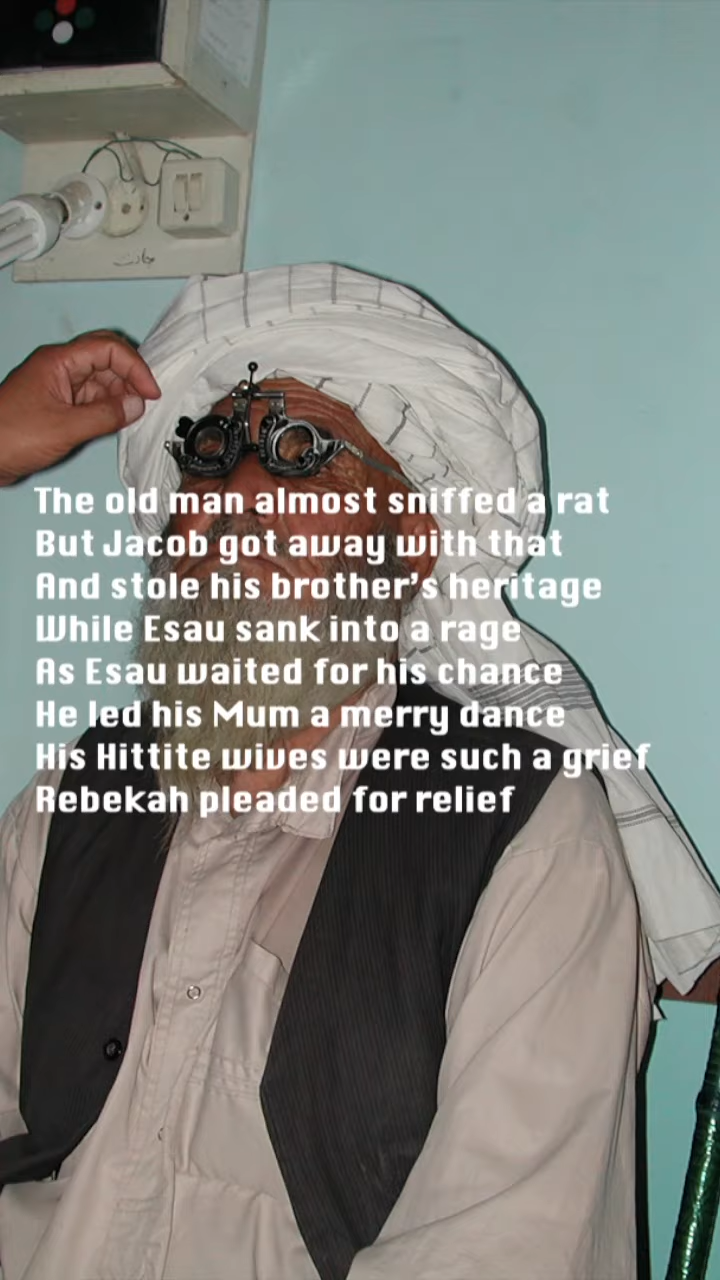 The old man almost sniffed a rat
But Jacob got away with that
And stole his brother's heritage
While Esau sank into a rage
As Esau waited for his chance
He led his Mum a merry dance
His Hittite wives were such a grief
Rebekah pleaded for relief